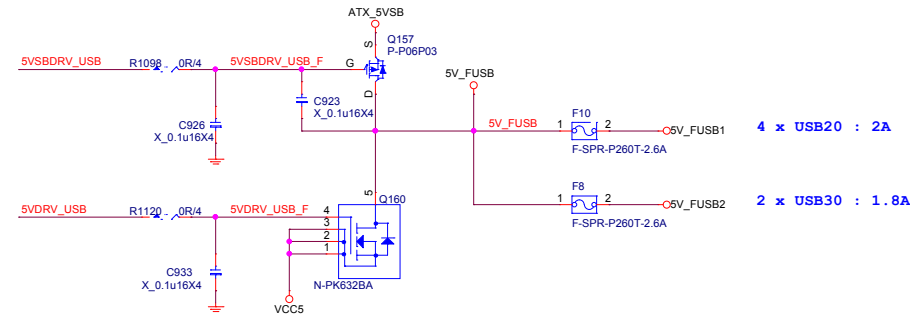 ATX_5VSB
Q157
P-P06P03
S
G
D
5VSBDRV_USB
R1098
0R/4
5VSBDRV_USB_F
5V_FUSB
C923
X_0.1u16X4
C926
X_0.1u16X4
5V_FUSB
F10
1
2
5V_FUSB1
F-SPR-P260T-2.6A
4 x USB20 : 2A
5
Q160
F8
1
2
5V_FUSB2
F-SPR-P260T-2.6A
2 x USB30 : 1.8A
5VDRV_USB
R1120
0R/4
5VDRV_USB_F
4
3
2
1
C933
X_0.1u16X4
N-PK632BA
VCC5